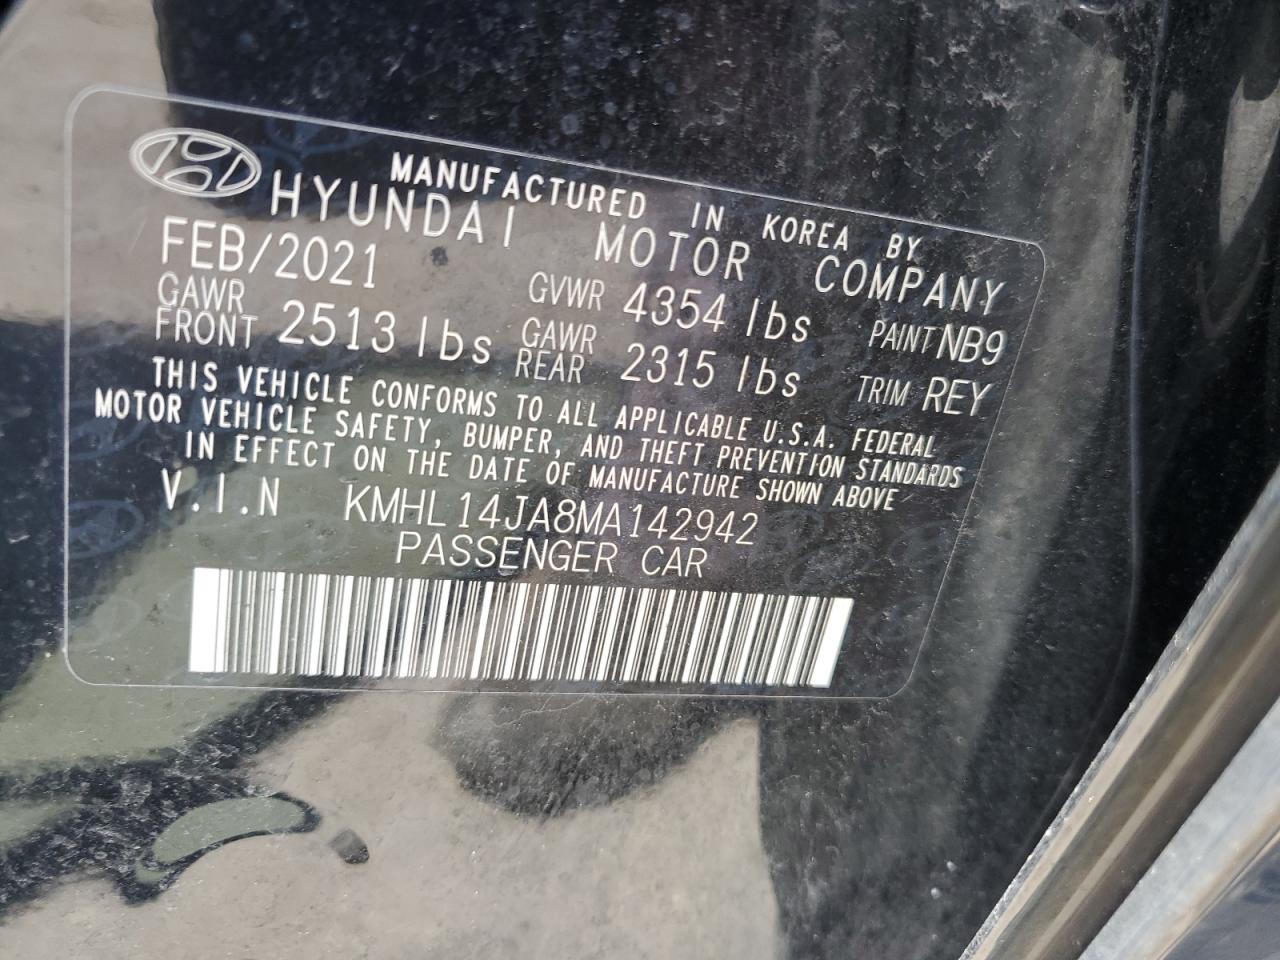 MANUFACTURED IN KOREA BY
HYUNDAI MOTOR COMPANY
FEB/2021 GVWR 4354 lbs PAINT NB9
GAWR FRONT 2513 lbs GAWR REAR 2315 lbs TRIM REY
THIS VEHICLE CONFORMS TO ALL APPLICABLE U.S.A. FEDERAL
MOTOR VEHICLE SAFETY, BUMPER, AND THEFT PREVENTION STANDARDS
IN EFFECT ON THE DATE OF MANUFACTURE SHOWN ABOVE
V.I.N KMHL14JA8MA142942
PASSENGER CAR